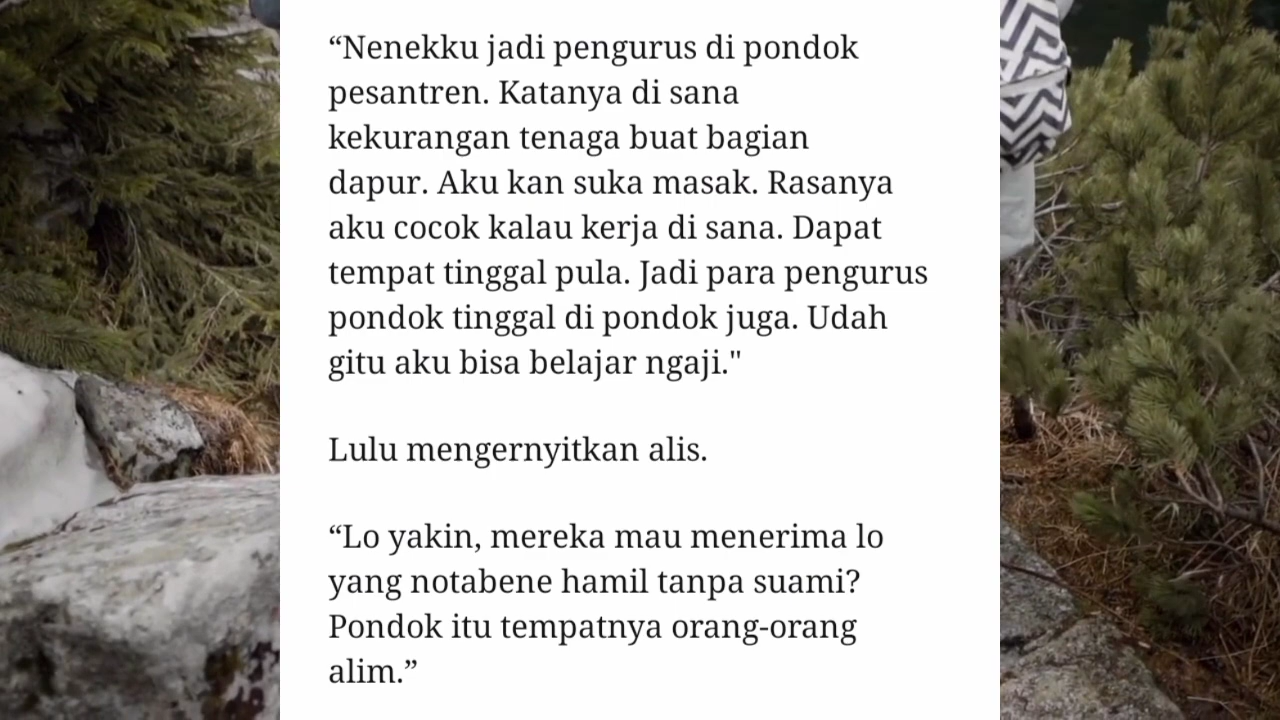 “Nenekku jadi pengurus di pondok
pesantren. Katanya di sana
kekurangan tenaga buat bagian
dapur. Aku kan suka masak. Rasanya
aku cocok kalau kerja di sana. Dapat
tempat tinggal pula. Jadi para pengurus
pondok tinggal di pondok juga. Udah
gitu aku bisa belajar ngaji."
Lulu mengernyitkan alis.
“Lo yakin, mereka mau menerima lo
yang notabene hamil tanpa suami?
Pondok itu tempatnya orang-orang
alim.”